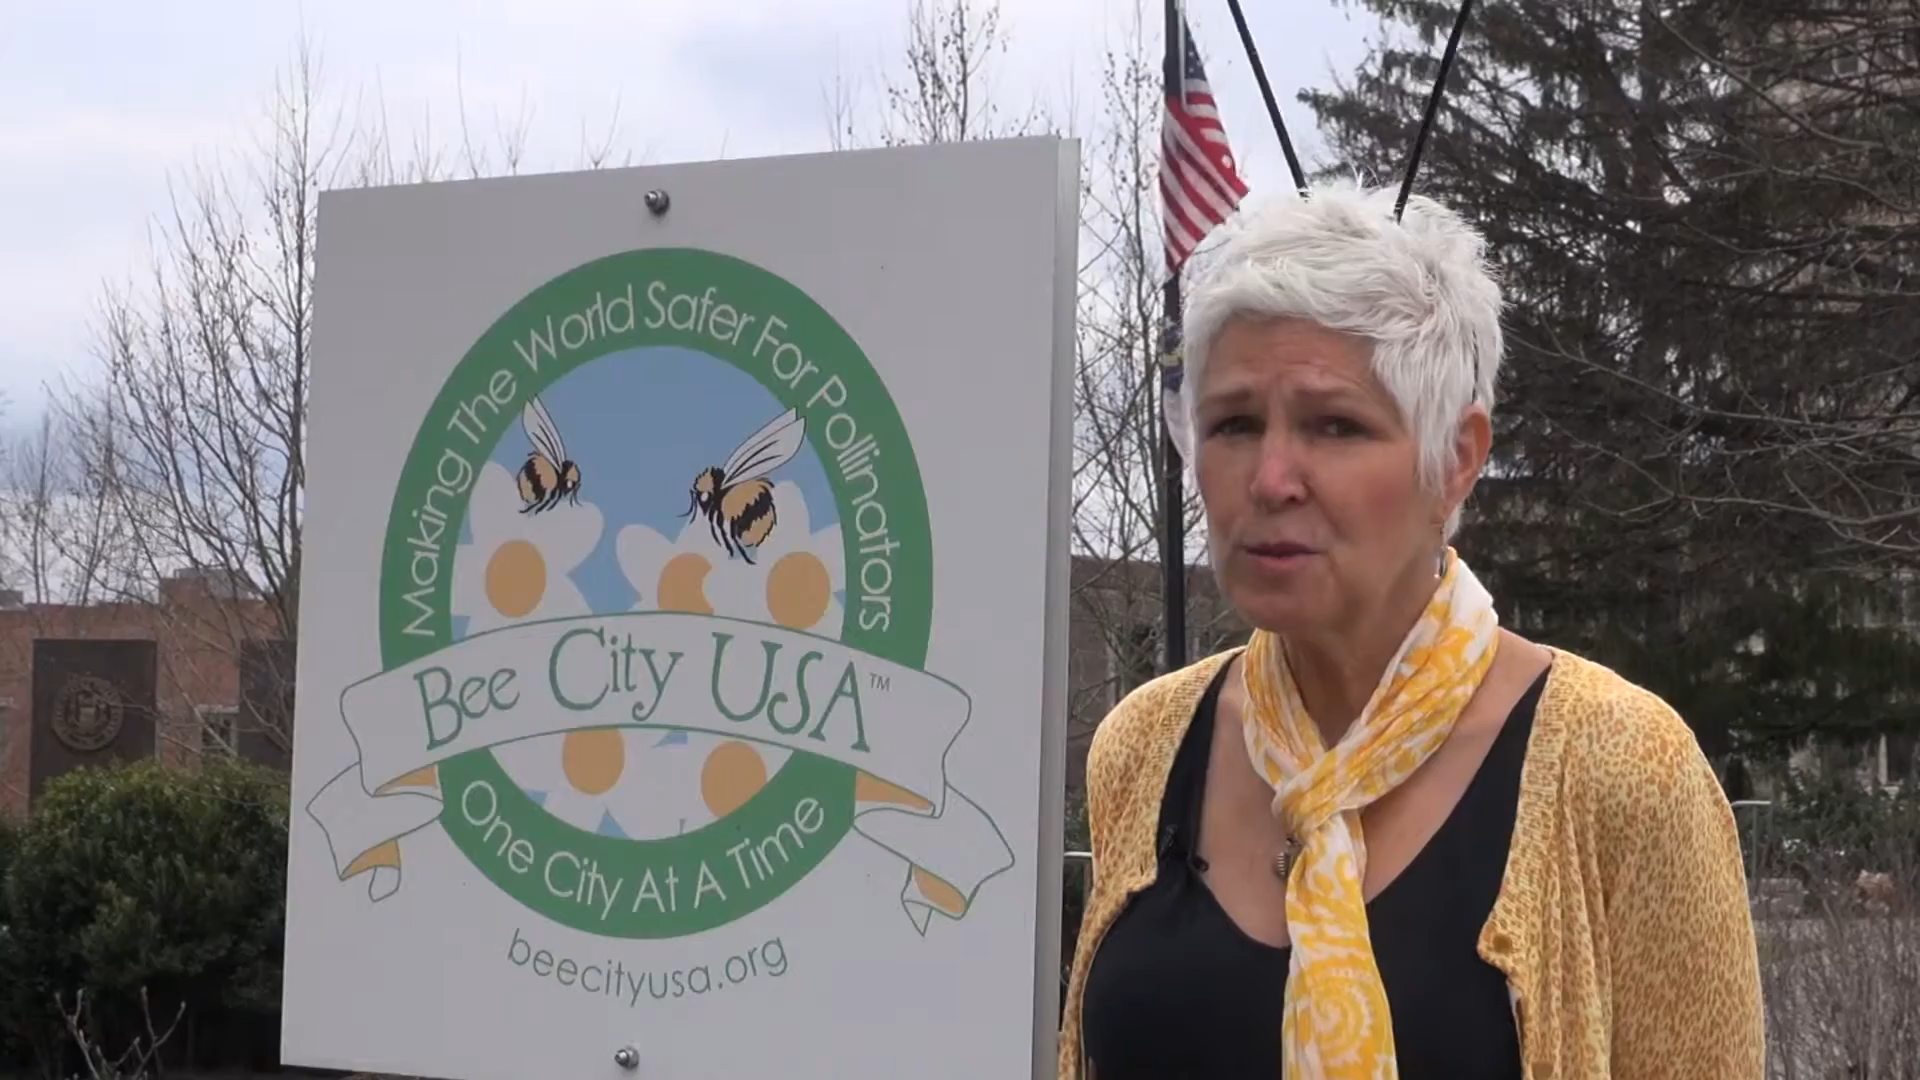 Making The World Safer For Pollinators
Bee City USA™
One City At A Time
beecityusa.org